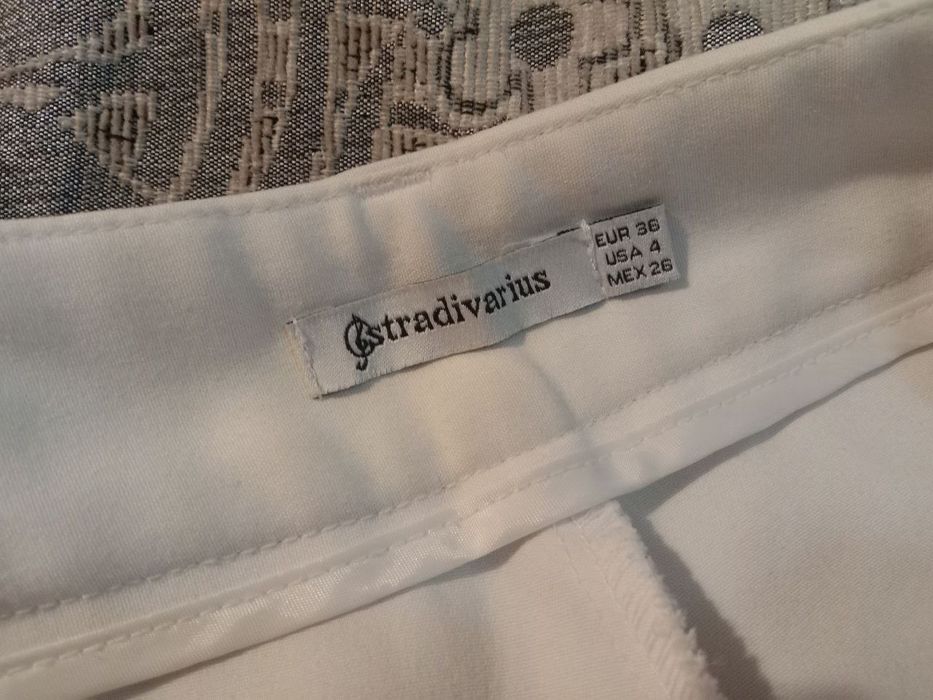 stradivarius
EUR 36
USA 4
MEX 26